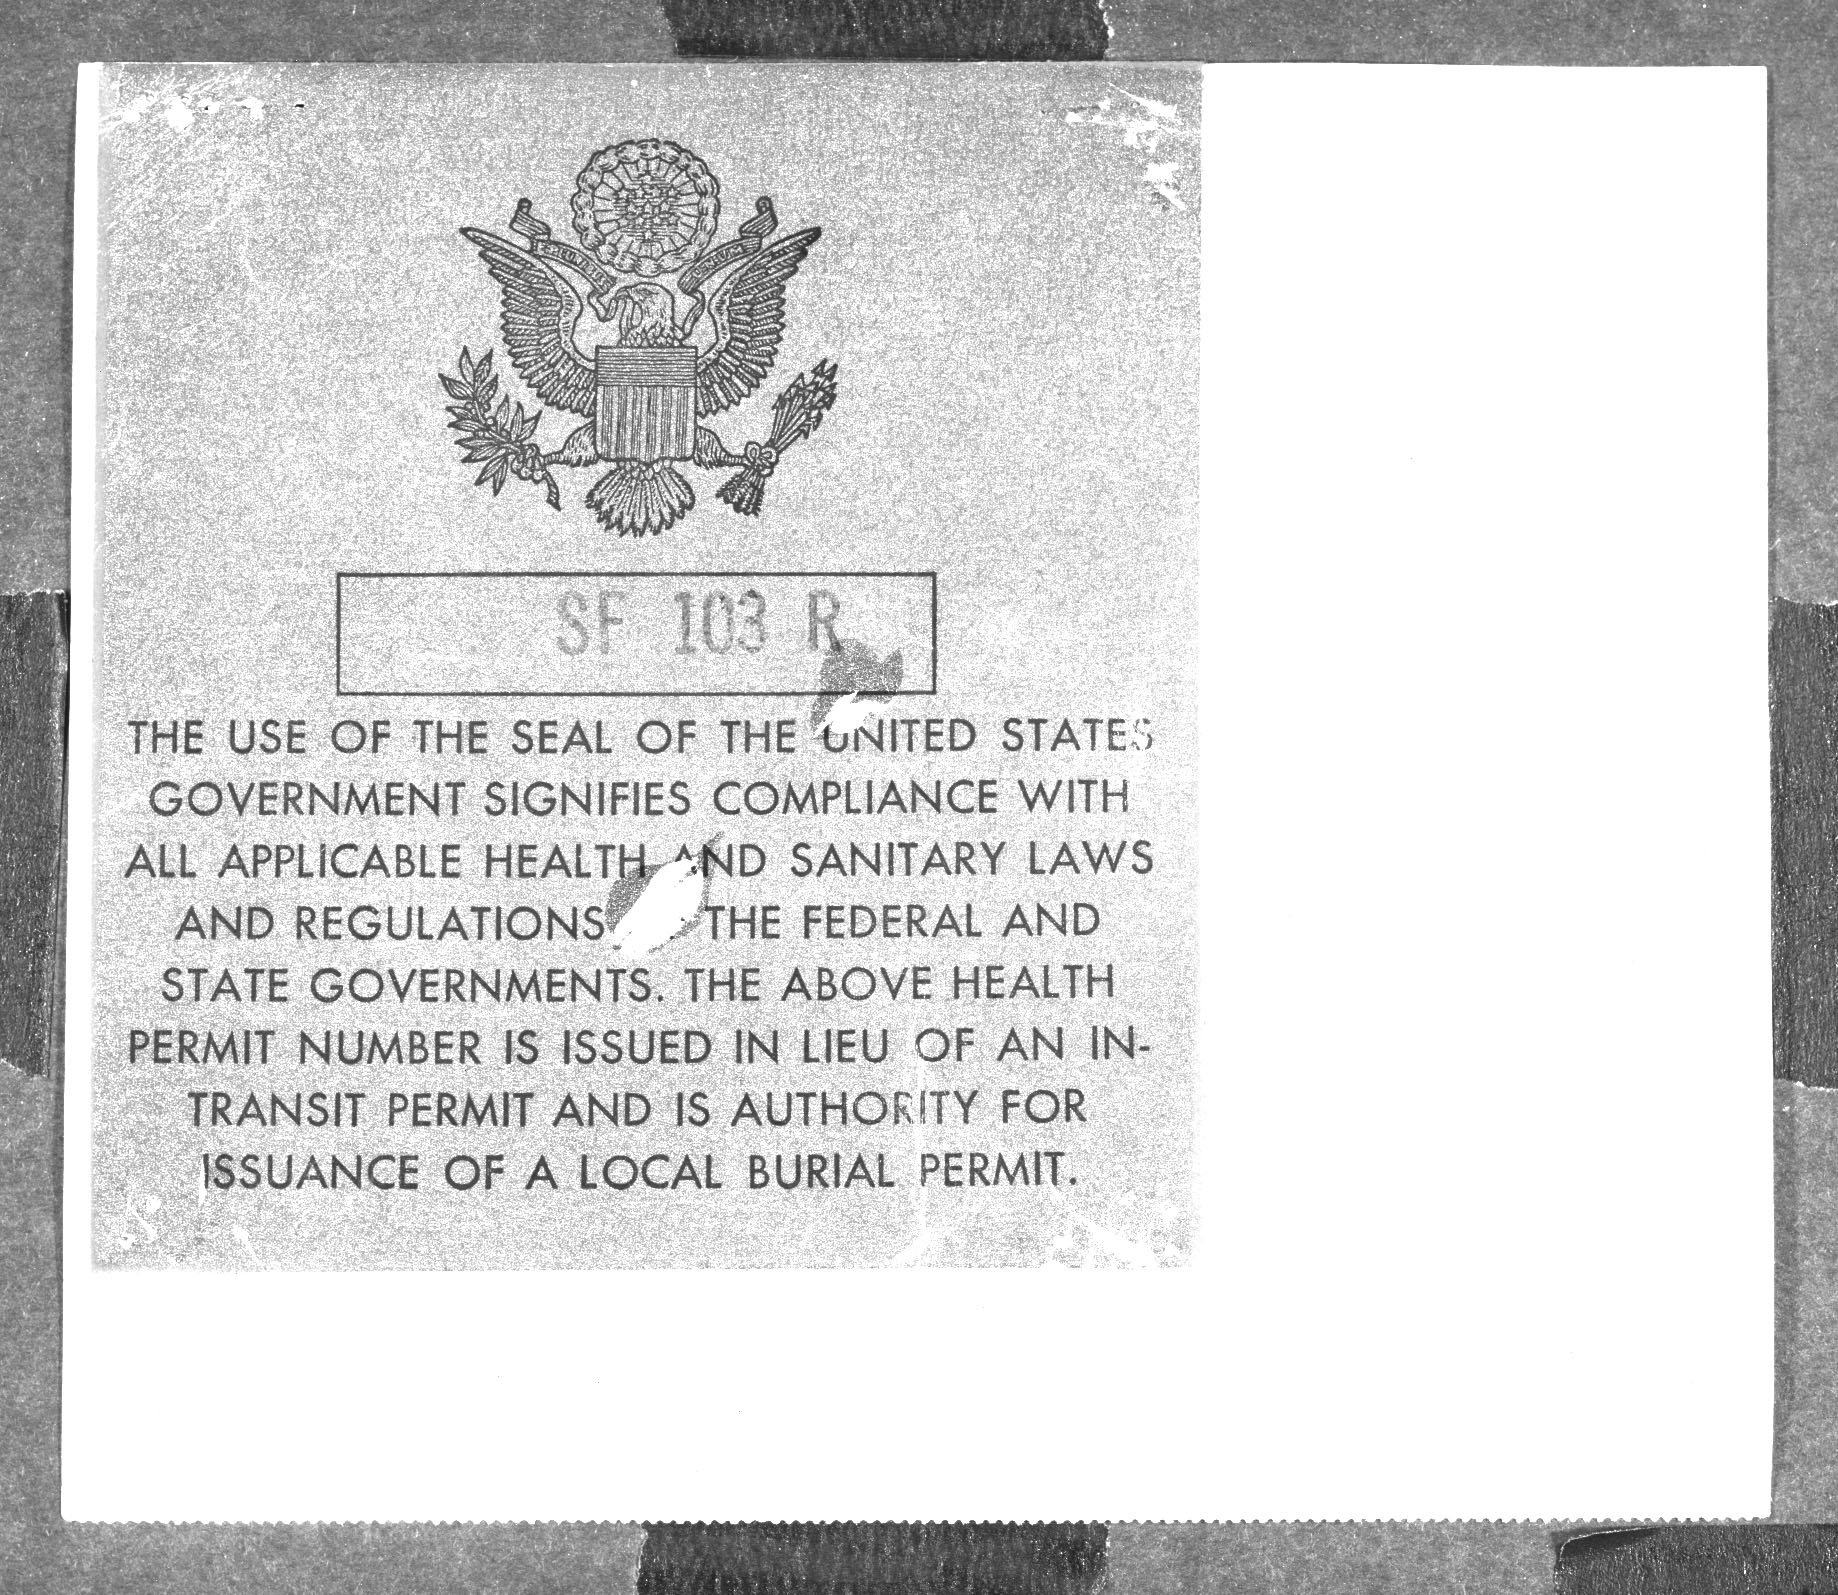 SF 103 R
THE USE OF THE SEAL OF THE UNITED STATES
GOVERNMENT SIGNIFIES COMPLIANCE WITH
ALL APPLICABLE HEALTH AND SANITARY LAWS
AND REGULATIONS THE FEDERAL AND
STATE GOVERNMENTS. THE ABOVE HEALTH
PERMIT NUMBER IS ISSUED IN LIEU OF AN IN-
TRANSIT PERMIT AND IS AUTHORITY FOR
ISSUANCE OF A LOCAL BURIAL PERMIT.